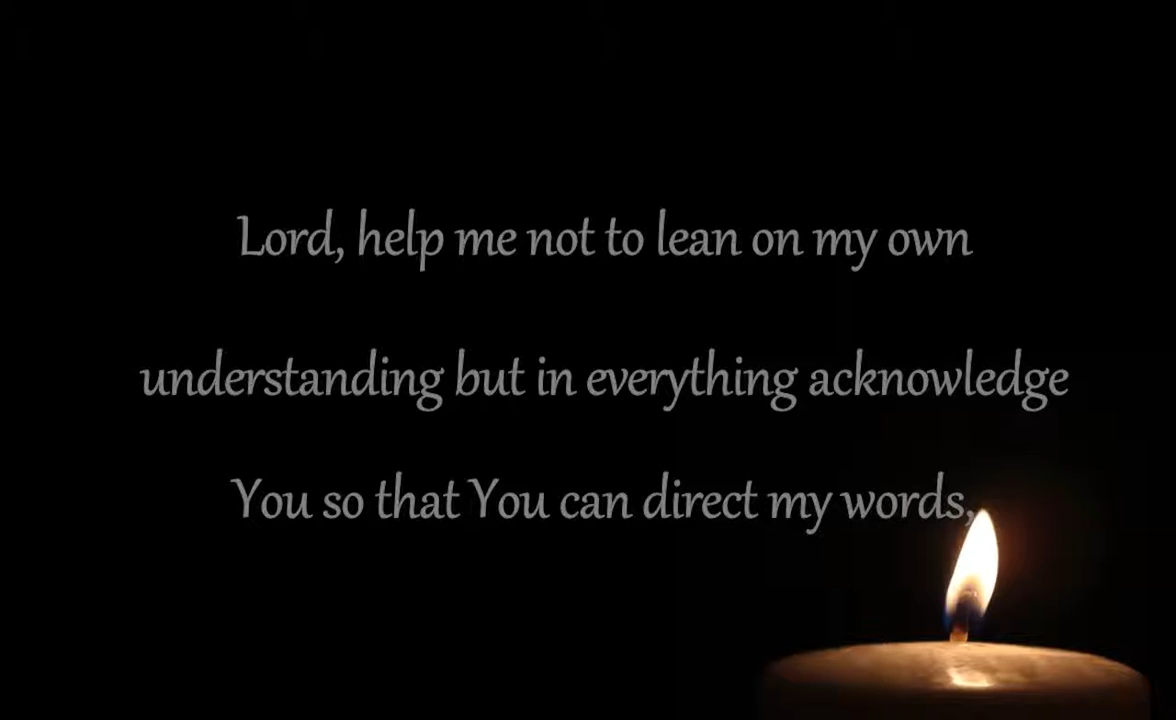 Lord, help me not to lean on my own
understanding but in everything acknowledge
You so that You can direct my words,